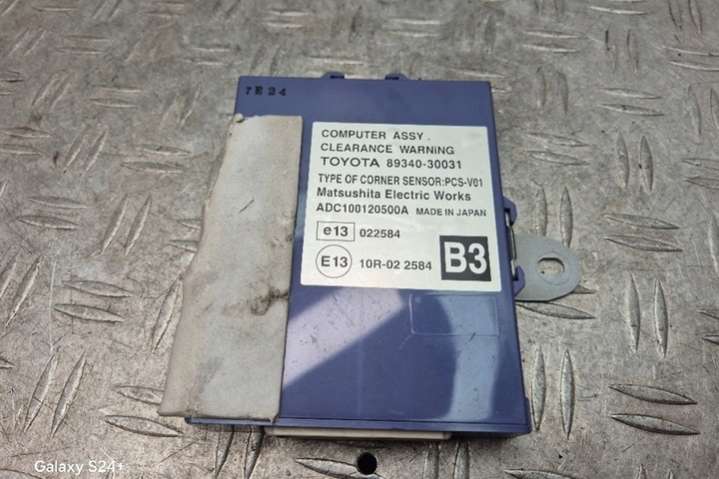 7E24
COMPUTER ASSY.
CLEARANCE WARNING
TOYOTA 89340-30031
TYPE OF CORNER SENSOR:PCS-V01
Matsushita Electric Works
ADC100120500A MADE IN JAPAN
e13 022584
E13 10R-02 2584 B3
Galaxy S24+